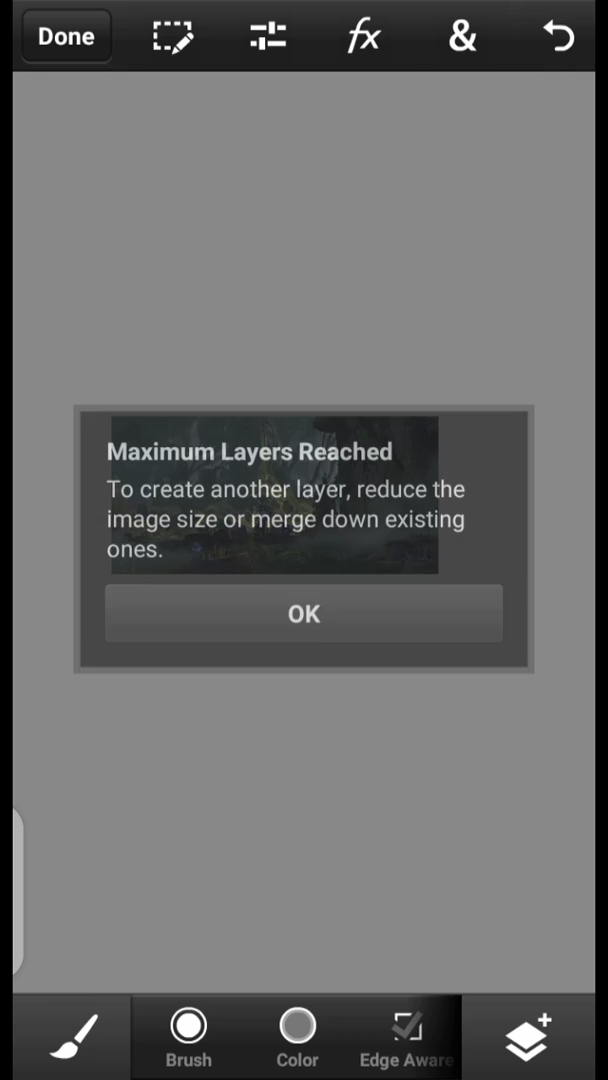 Done
fx
&
Maximum Layers Reached
To create another layer, reduce the
image size or merge down existing
ones.
OK
Brush
Color
Edge Aware